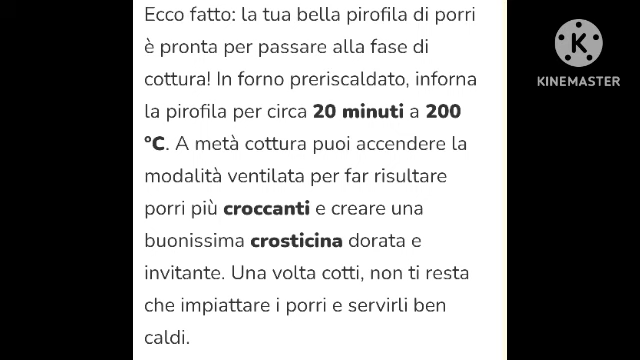 Ecco fatto: la tua bella pirofila di porri
è pronta per passare alla fase di
cottura! In forno preriscaldato, inforna
la pirofila per circa 20 minuti a 200
°C. A metà cottura puoi accendere la
modalità ventilata per far risultare
porri più croccanti e creare una
buonissima crosticina dorata e
invitante. Una volta cotti, non ti resta
che impiattare i porri e servirli ben
caldi.
K
KINEMASTER